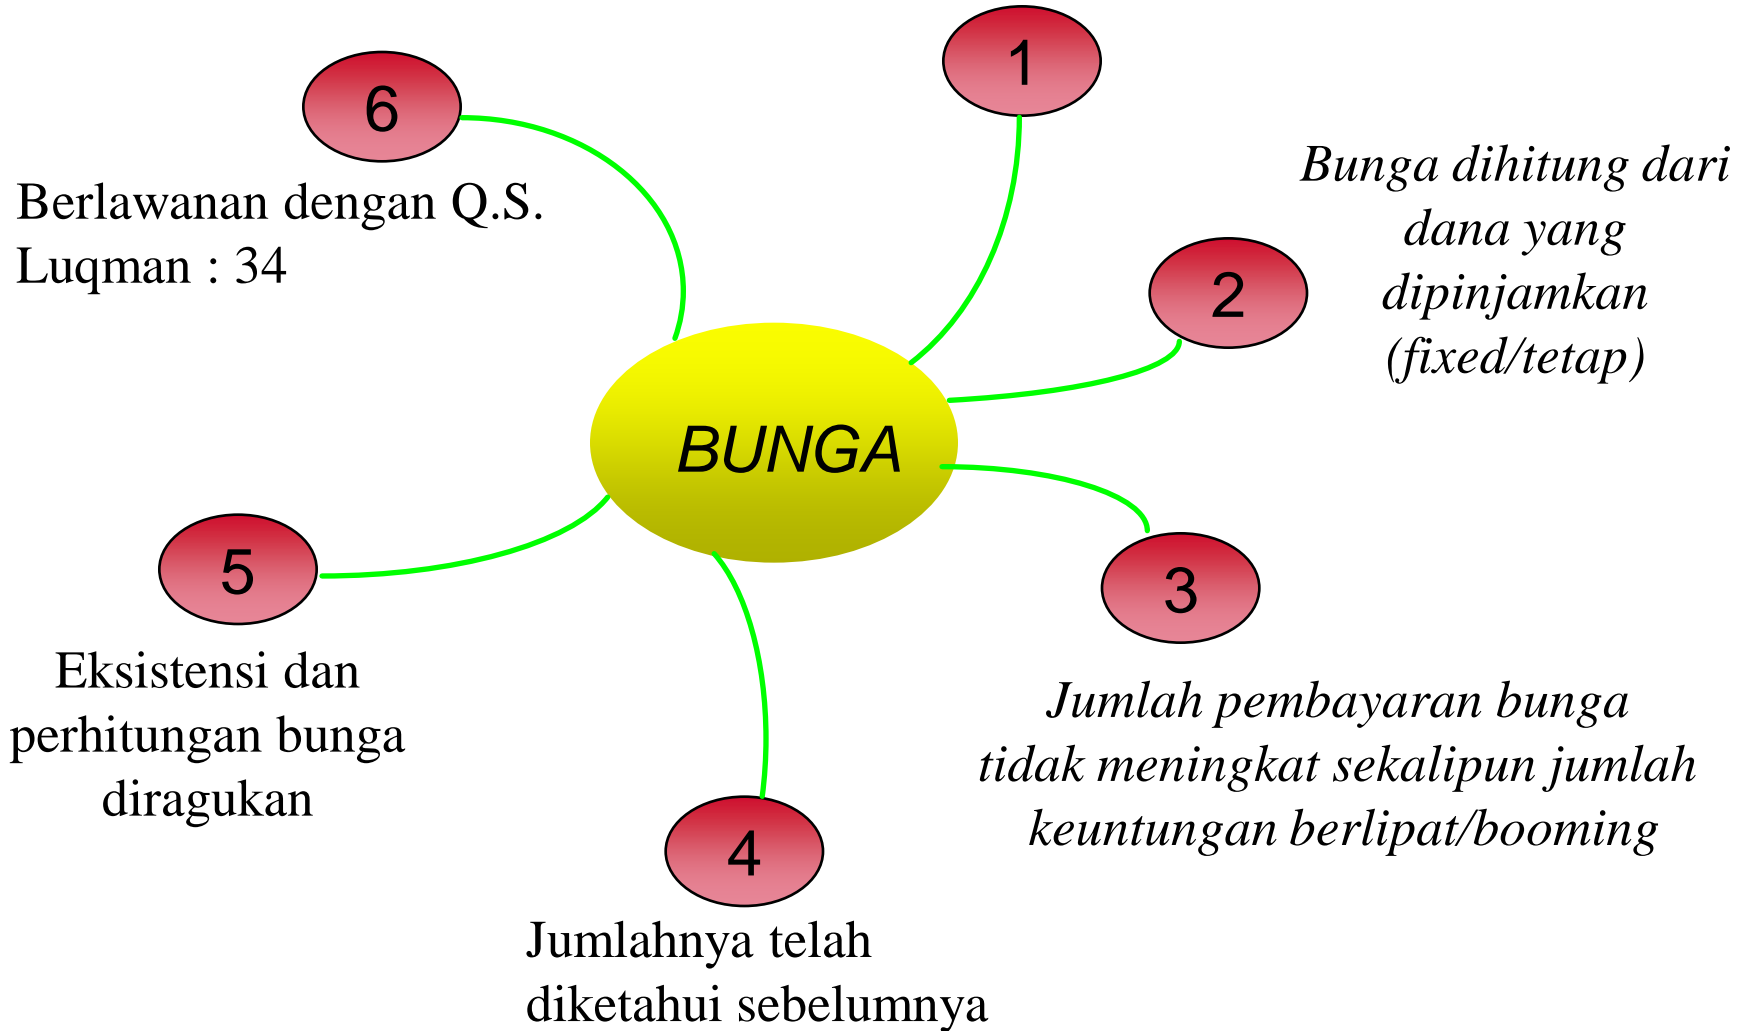 1
6
Bunga dihitung dari
dana yang
dipinjamkan
(fixed/tetap)
2
Berlawanan dengan Q.S.
Luqman : 34
BUNGA
5
3
Eksistensi dan
perhitungan bunga
diragukan
Jumlah pembayaran bunga
tidak meningkat sekalipun jumlah
keuntungan berlipat/booming
4
Jumlahnya telah
diketahui sebelumnya